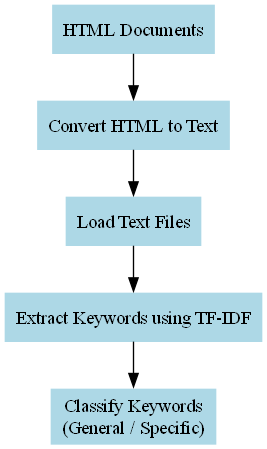 HTML Documents
Convert HTML to Text
Load Text Files
Extract Keywords using TF-IDF
Classify Keywords
(General / Specific)